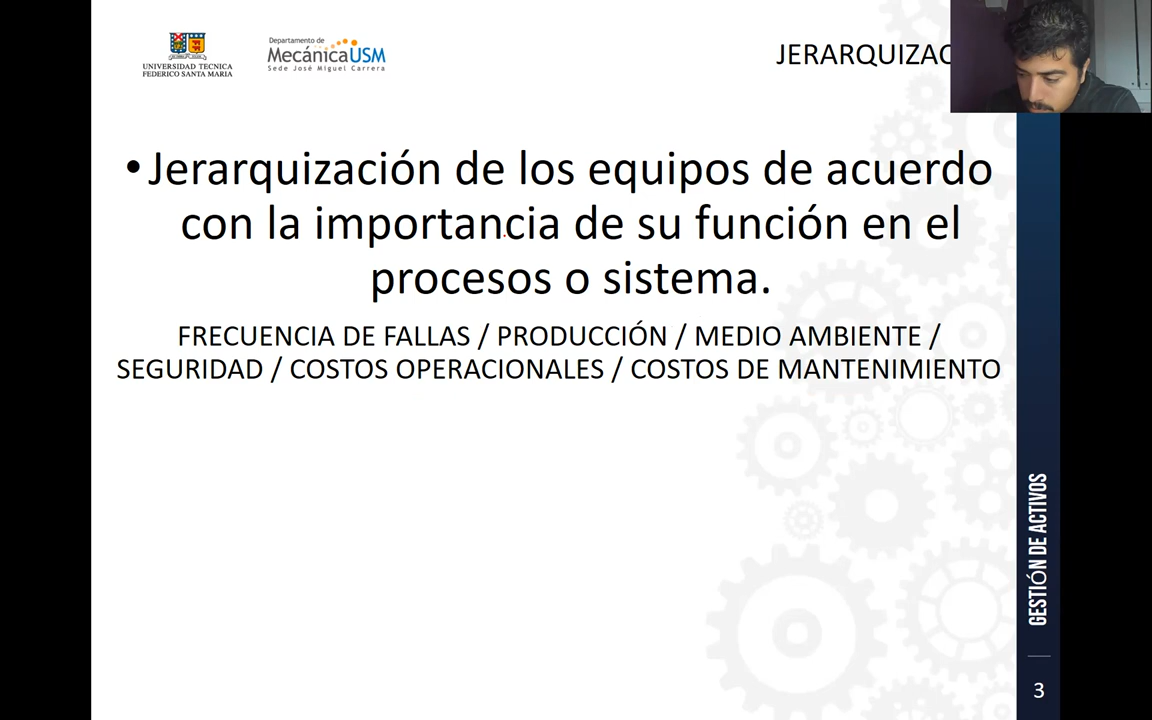 UNIVERSIDAD TECNICA
FEDERICO SANTA MARIA
Departamento de
MecánicaUSM
Sede José Miguel Carrera
JERARQUIZAC
• Jerarquización de los equipos de acuerdo
con la importancia de su función en el
procesos o sistema.
FRECUENCIA DE FALLAS / PRODUCCIÓN / MEDIO AMBIENTE /
SEGURIDAD / COSTOS OPERACIONALES / COSTOS DE MANTENIMIENTO
GESTIÓN DE ACTIVOS
3